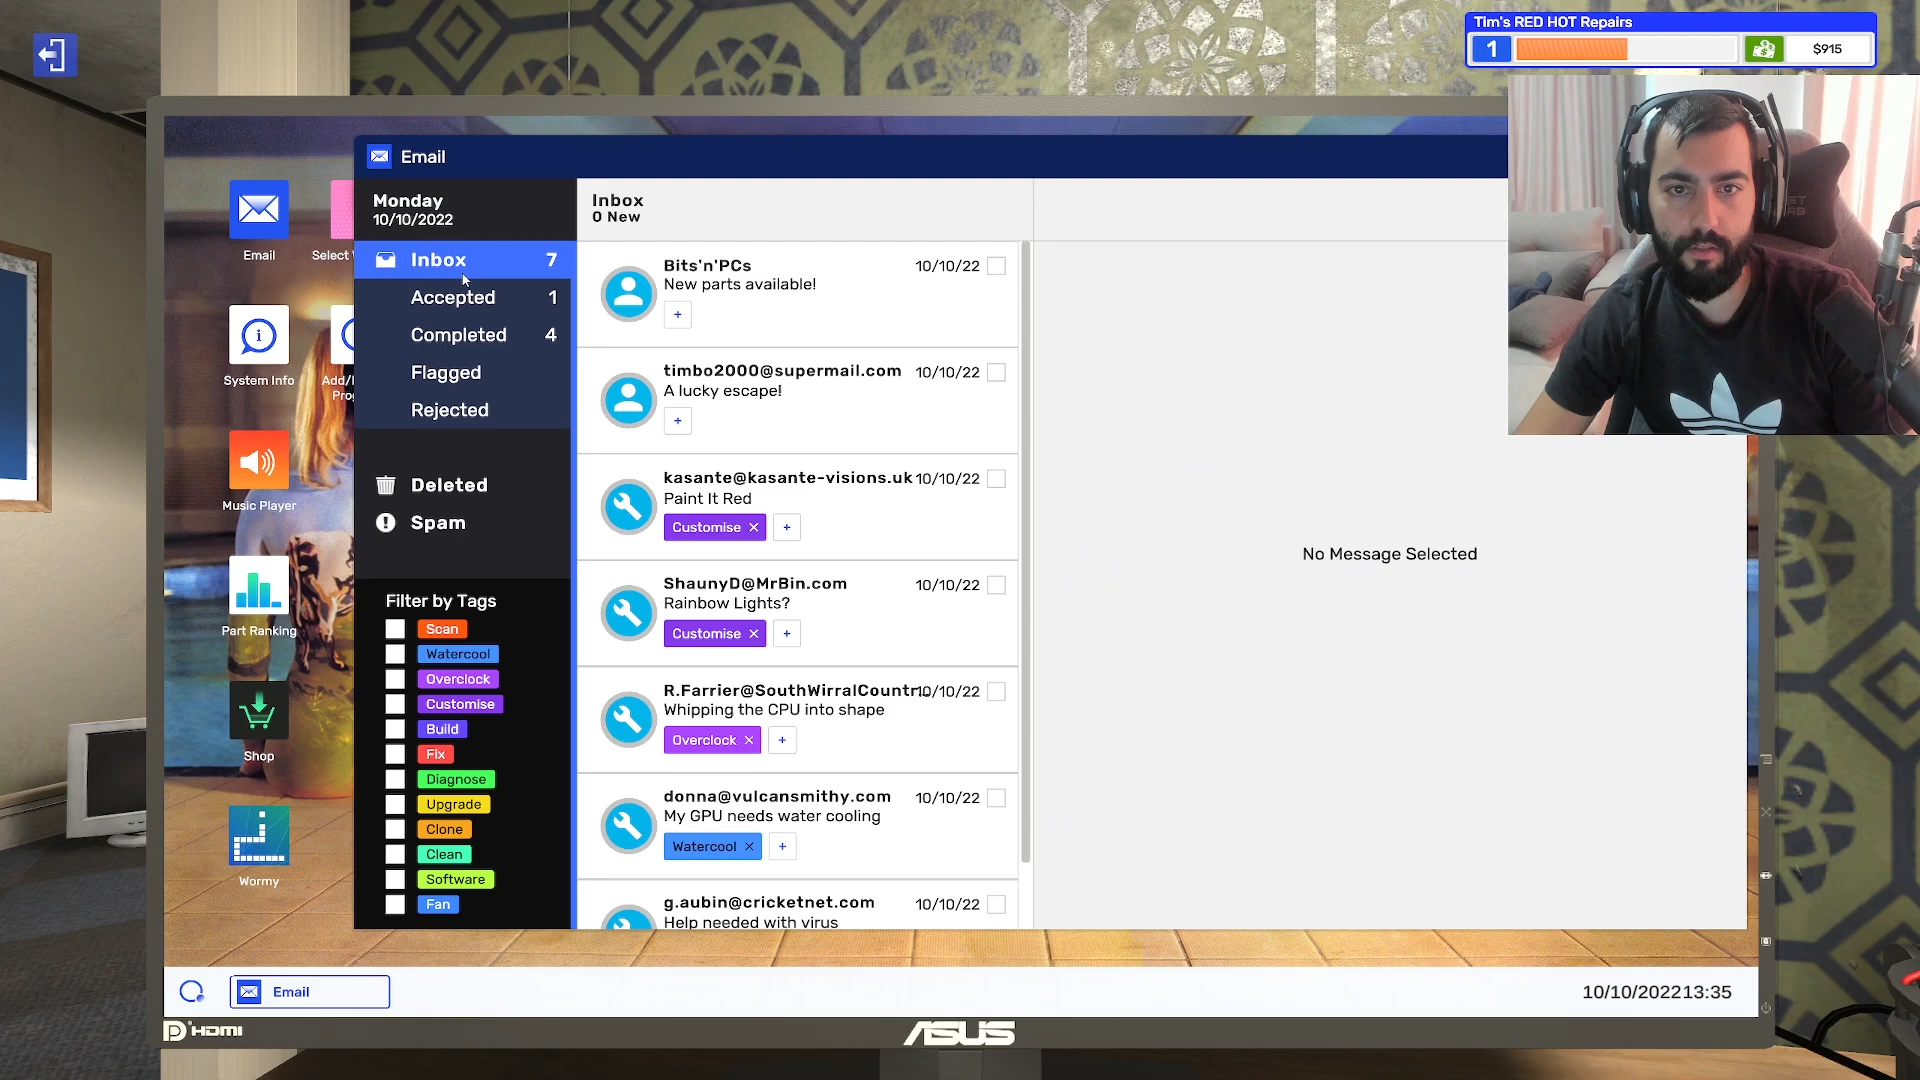 Tim's RED HOT Repairs
1
$915
Email
Monday
10/10/2022
Inbox
0 New
Inbox 7
Accepted 1
Completed 4
Flagged
Rejected
Deleted
Spam
Filter by Tags
Scan
Watercool
Overclock
Customise
Build
Fix
Diagnose
Upgrade
Clone
Clean
Software
Fan
Bits'n'PCs 10/10/22
New parts available!
+
timbo2000@supermail.com 10/10/22
A lucky escape!
+
kasante@kasante-visions.uk 10/10/22
Paint It Red
Customise × +
ShaunyD@MrBin.com 10/10/22
Rainbow Lights?
Customise × +
R.Farrier@SouthWirralCountr... 10/10/22
Whipping the CPU into shape
Overclock × +
donna@vulcansmithy.com 10/10/22
My GPU needs water cooling
Watercool × +
g.aubin@cricketnet.com 10/10/22
Help needed with virus
No Message Selected
Email
Select
System Info
Add/
Pro
Music Player
Part Ranking
Shop
Wormy
Email
10/10/202213:35
HDMI
ASUS